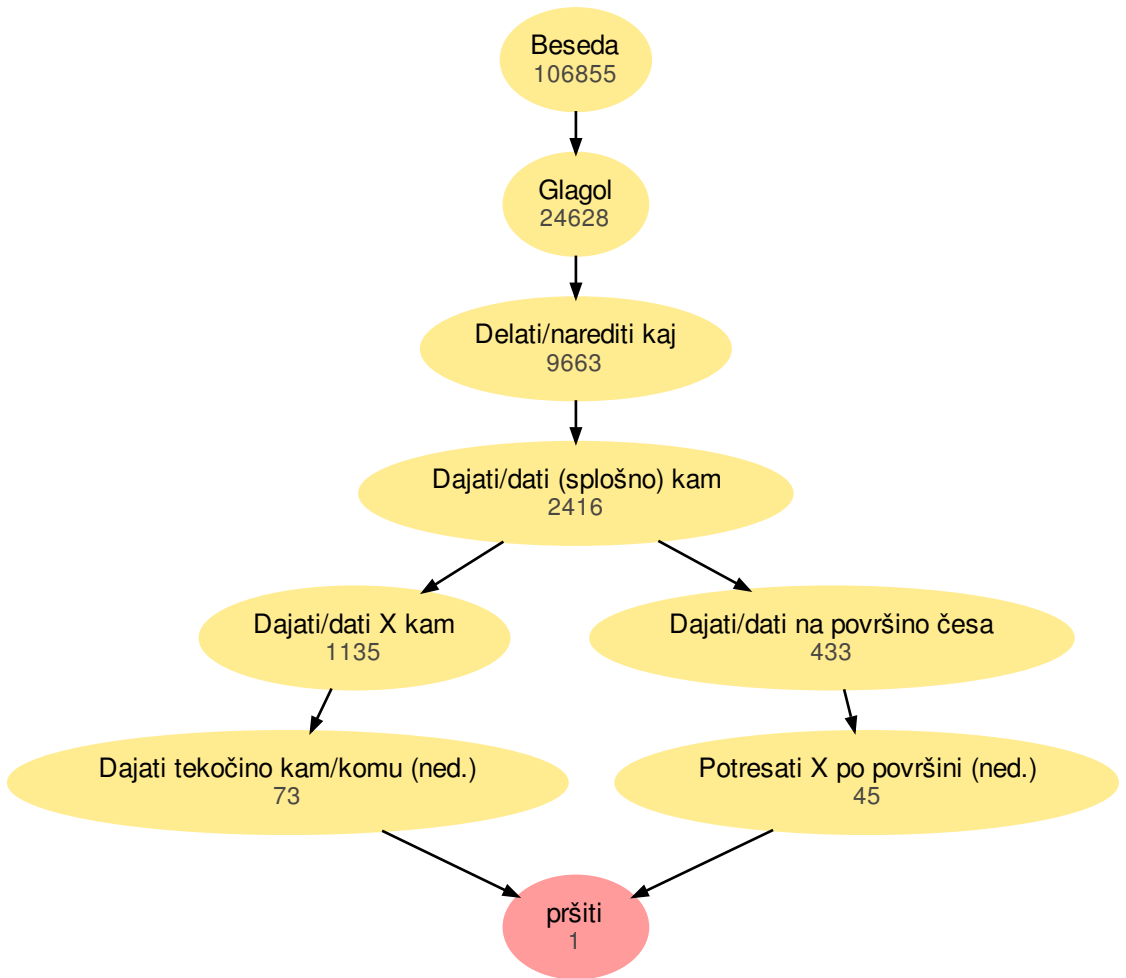 Beseda
106855
Glagol
24628
Delati/narediti kaj
9663
Dajati/dati (splošno) kam
2416
Dajati/dati X kam
1135
Dajati/dati na površino česa
433
Dajati tekočino kam/komu (ned.)
73
Potresati X po površini (ned.)
45
pršiti
1